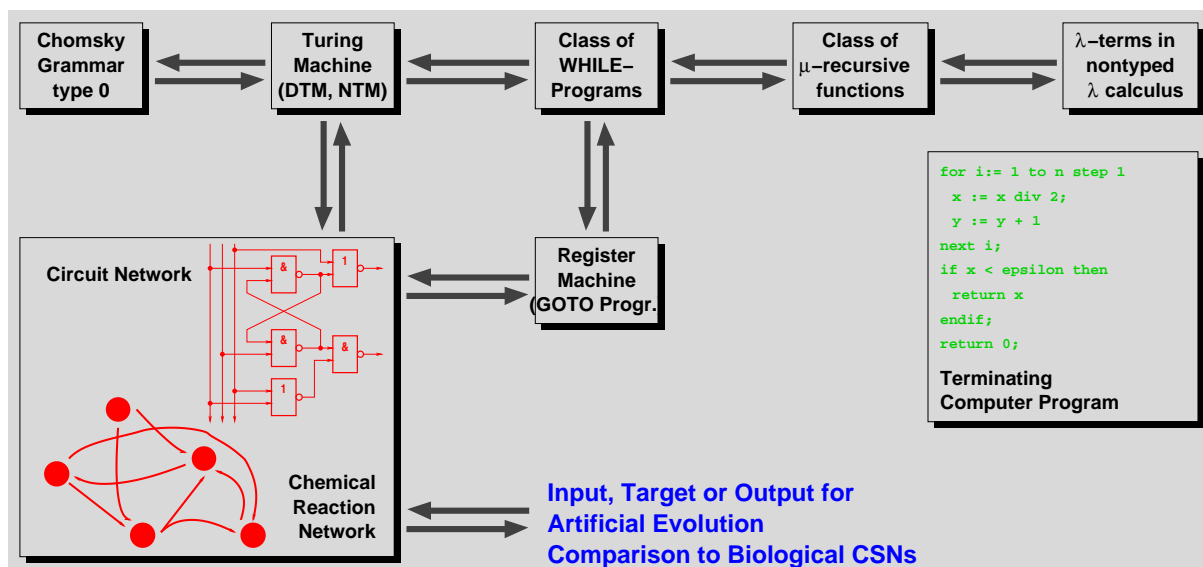 Chomsky
Grammar
type 0
Turing
Machine
(DTM, NTM)
Class of
WHILE−
Programs
Class of
μ−recursive
functions
λ−terms in
nontyped
λ calculus
for i:= 1 to n step 1
x := x div 2;
y := y + 1
next i;
if x < epsilon then
return x
endif;
return 0;
Terminating
Computer Program
Circuit Network
&
1
&
&
1
Register
Machine
(GOTO Progr.
Chemical
Reaction
Network
Input, Target or Output for
Artificial Evolution
Comparison to Biological CSNs